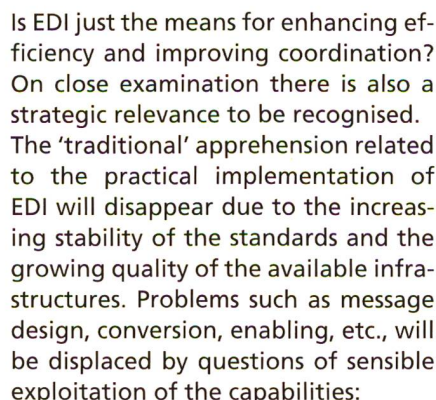 Is EDI just the means for enhancing ef-
ficiency and improving coordination?
On close examination there is also a
strategic relevance to be recognised.
The ‘traditional’ apprehension related
to the practical implementation of
EDI will disappear due to the increas-
ing stability of the standards and the
growing quality of the available infra-
structures. Problems such as message
design, conversion, enabling, etc., will
be displaced by questions of sensible
exploitation of the capabilities: